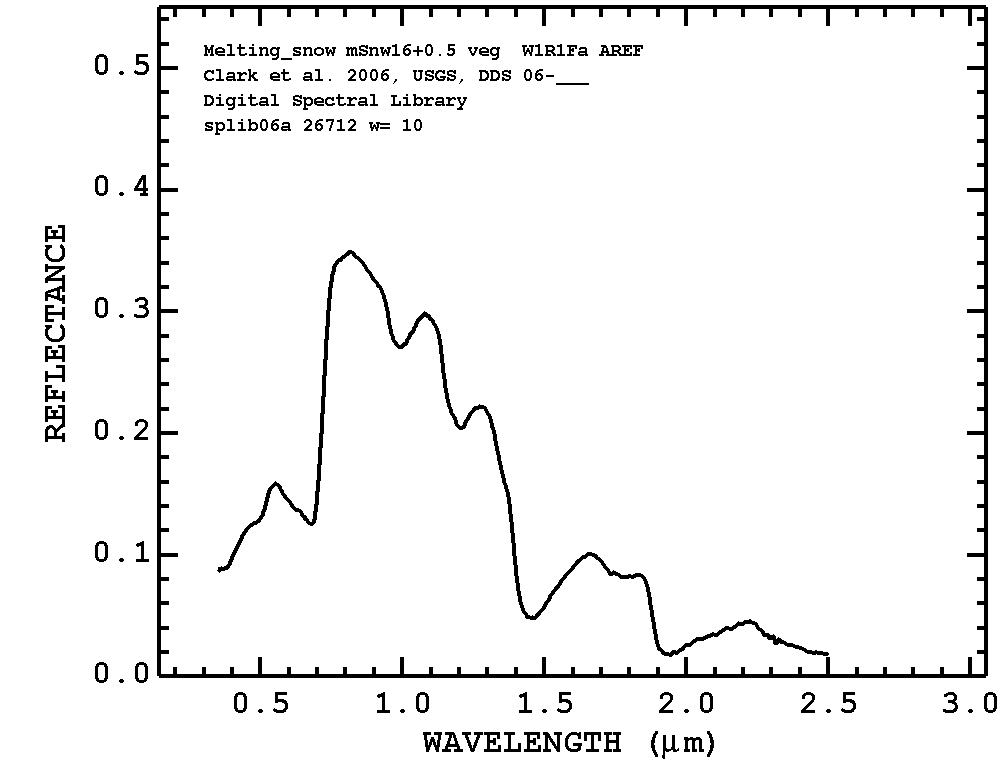 Melting_snow mSnw16+0.5 veg  W1R1Fa AREF
Clark et al. 2006, USGS, DDS 06-___
Digital Spectral Library
splib06a 26712 w= 10
REFLECTANCE
0.5
0.4
0.3
0.2
0.1
0.0
0.5 1.0 1.5 2.0 2.5 3.0
WAVELENGTH (μm)